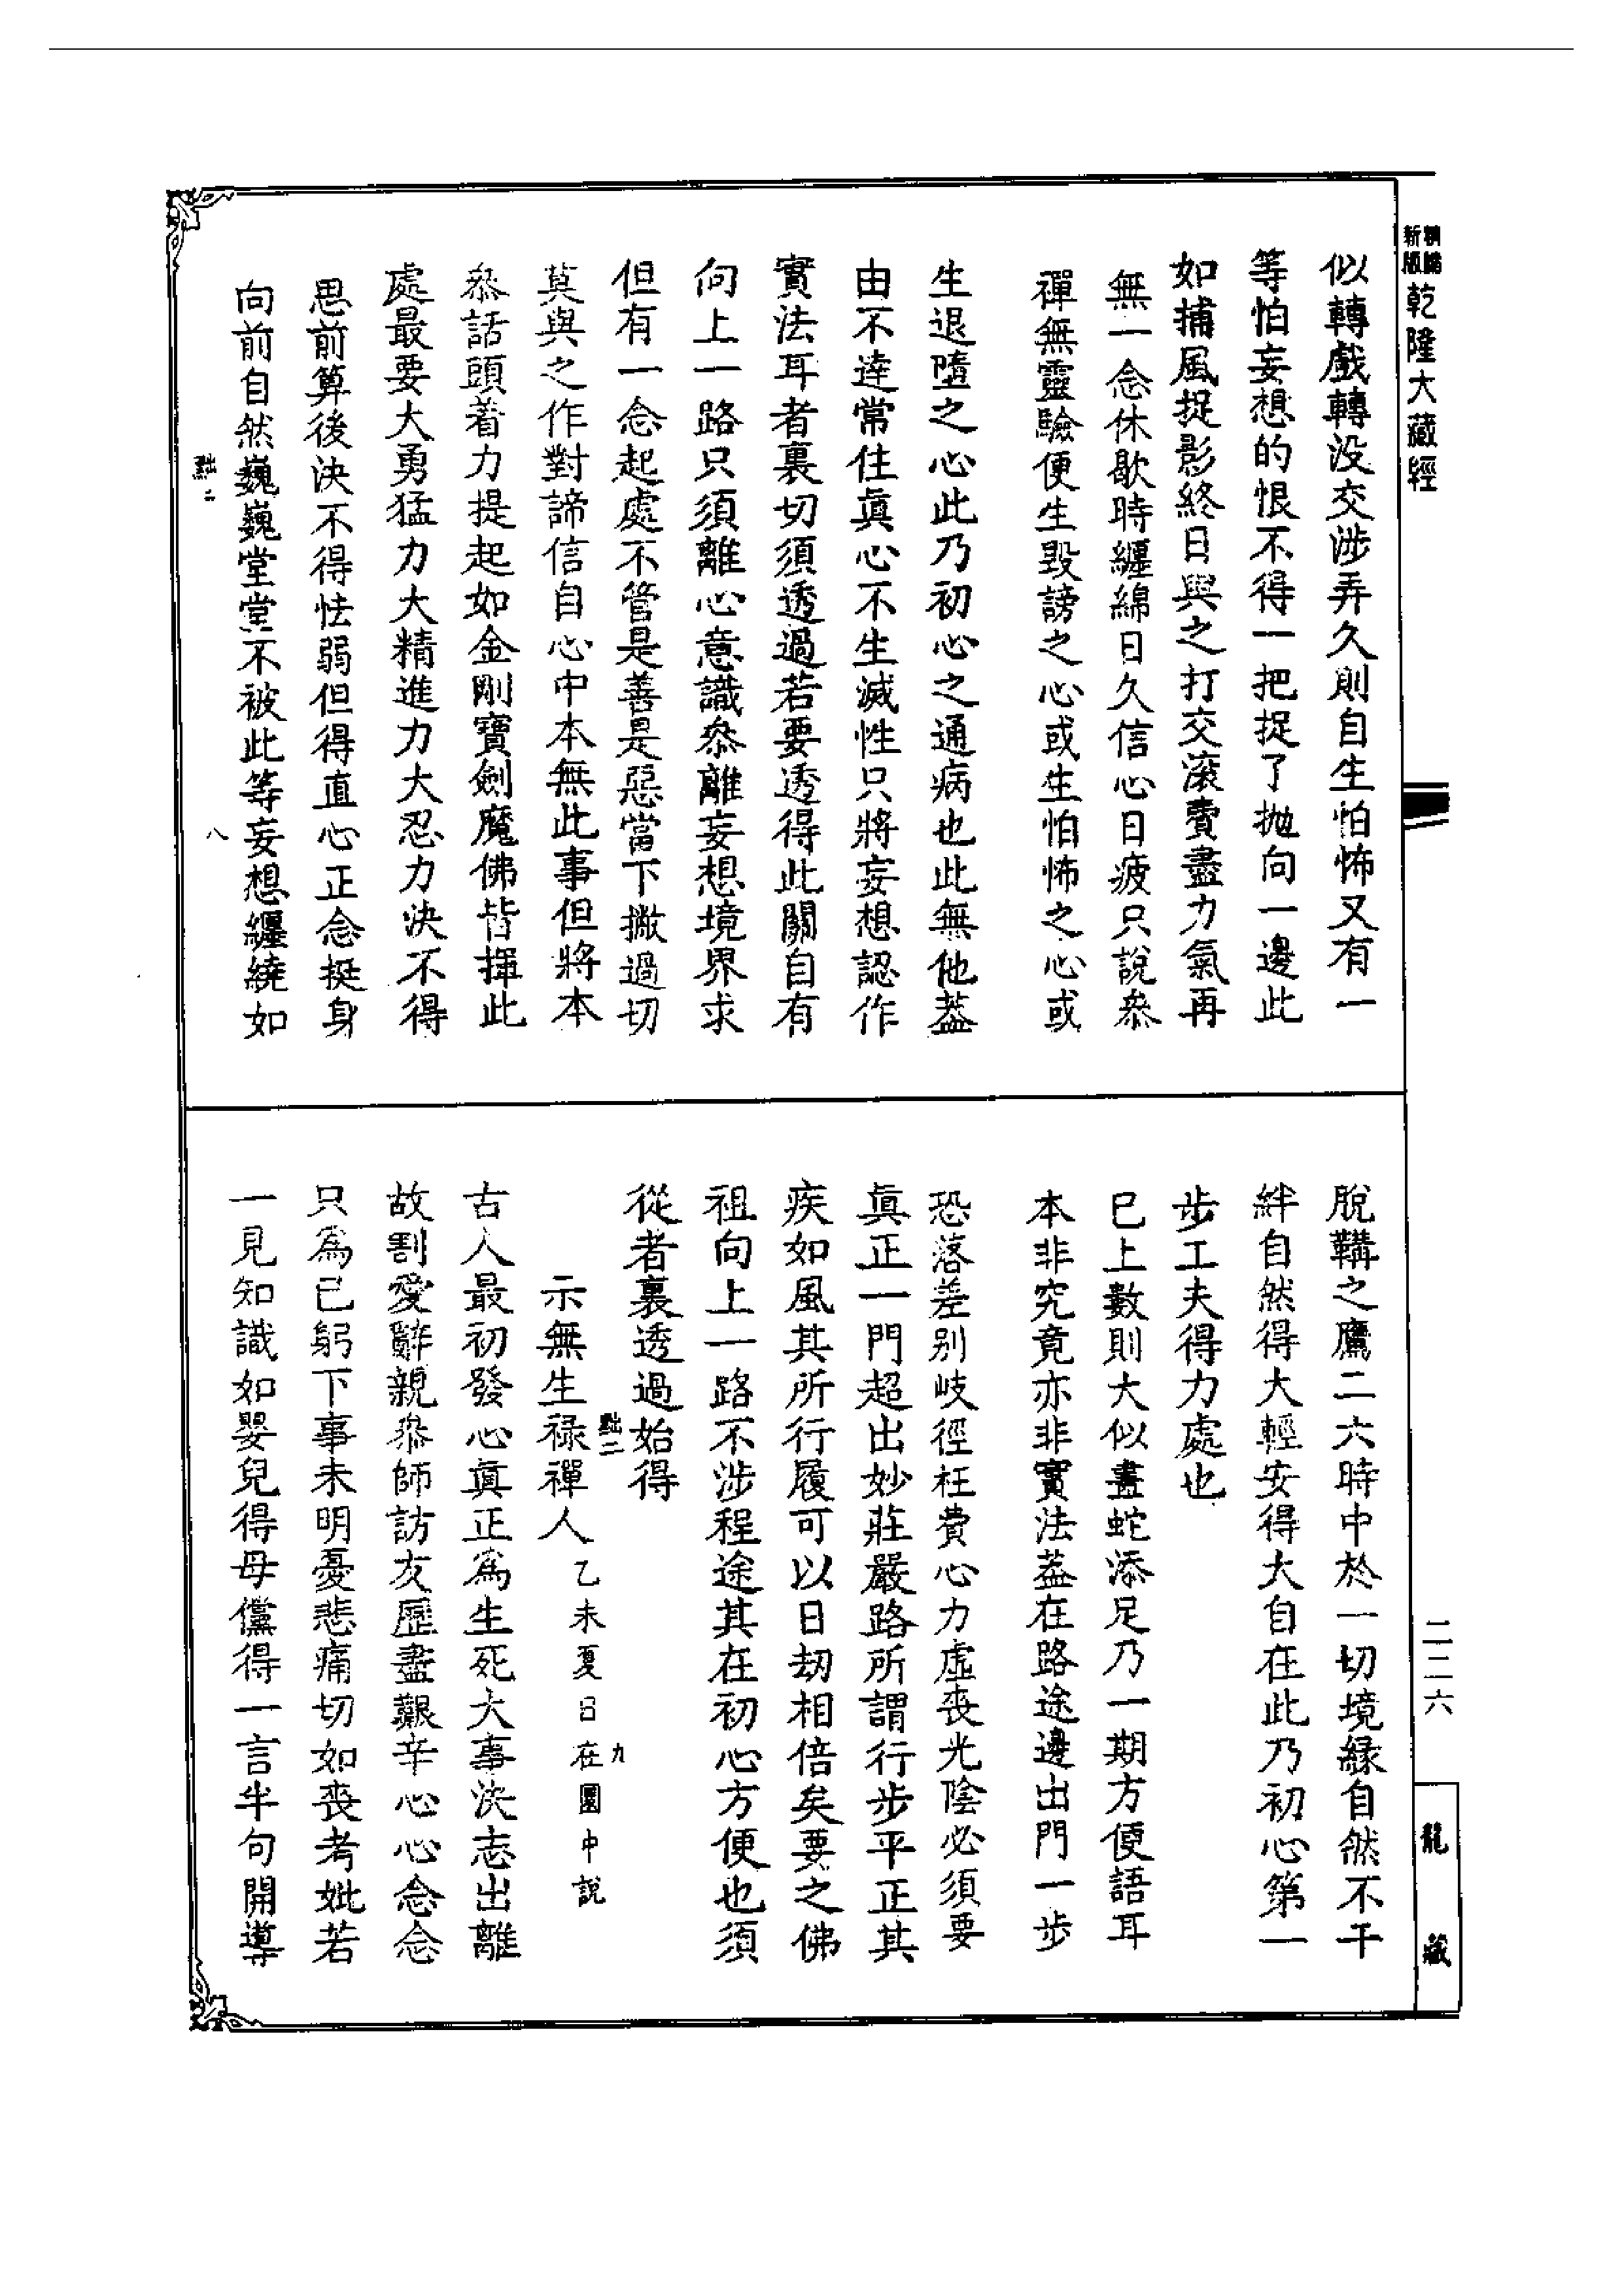 新版
乾隆大藏經
似轉戲轉没交涉弄久則自生怕怖又有一
等怕妄想的恨不得一把捉了抛向一邊此
如捕風捉影終日與之打交滚費盡力氣再
無一念休歇時纏綿日久信心日疲只說叅
禪無靈驗便生毀謗之心或生怕怖之心或
生退墮之心此乃初心之通病也此無他葢
由不達常住眞心不生滅性只將妄想認作
實法耳者裏切須透過若要透得此關自有
向上一路只須離心意識叅離妄想境界求
但有一念起處不管是善是惡當下撇過切
莫與之作對諦信自心中本無此事但將本
叅話頭着力提起如金剛寶劍魔佛皆揮此
處最要大勇猛力大精進力大忍力決不得
思前算後決不得怯弱但得直心正念挺身
向前自然巍巍堂堂不被此等妄想纏繞如
黜二
八
脫鞲之鷹二六時中於一切境緣自然不干
絆自然得大輕安得大自在此乃初心第一
步工夫得力處也
巳上數則大似畫蛇添足乃一期方便語耳
本非究竟亦非實法葢在路途邊出門一步
恐落差别岐徑枉費心力虛喪光陰必須要
眞正一門超出妙莊嚴路所謂行步平正其
疾如風其所行履可以日劫相倍矣要之佛
祖向上一路不涉程途其在初心方便也須
從者裏透過始得
黜二
九
示無生祿禪人 乙未夏日在園中說
古人最初發心眞正爲生死大事決志出離
故割愛辭親叅師訪友歷盡艱辛心心念念
只爲已躬下事未明憂悲痛切如喪考妣若
一見知識如嬰兒得母儻得一言半句開導
二二六
龍藏